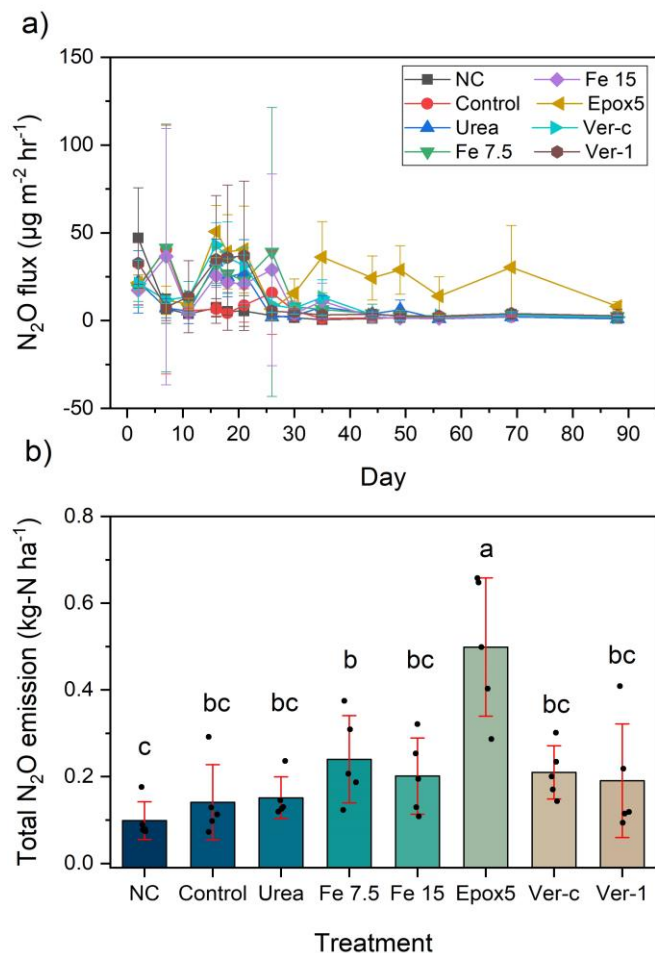 a)
150
100
50
0
-50
N₂O flux (µg m⁻² hr⁻¹)
NC
Control
Urea
Fe 7.5
Fe 15
Epox5
Ver-c
Ver-1
0 10 20 30 40 50 60 70 80 90
Day
b)
0.8
0.6
0.4
0.2
0.0
Total N₂O emission (kg-N ha⁻¹)
c
bc
bc
b
bc
a
bc
bc
NC Control Urea Fe 7.5 Fe 15 Epox5 Ver-c Ver-1
Treatment